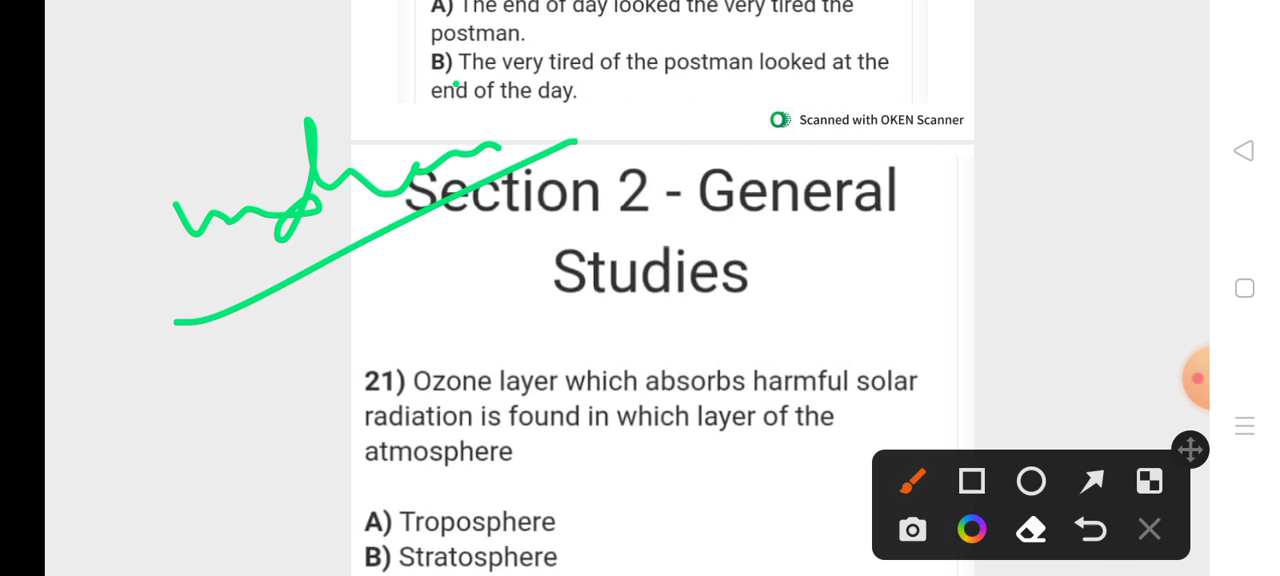 A) The end of day looked the very tired the
postman.
B) The very tired of the postman looked at the
end of the day.
Scanned with OKEN Scanner
Section 2 - General
Studies
21) Ozone layer which absorbs harmful solar
radiation is found in which layer of the
atmosphere
A) Troposphere
B) Stratosphere